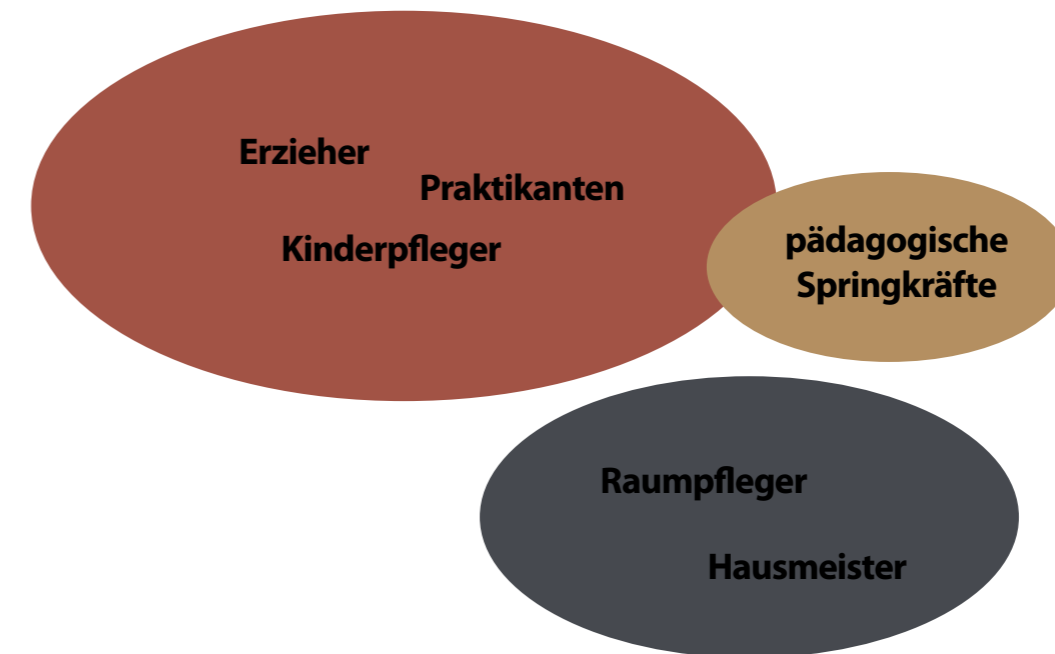 Erzieher
Praktikanten
Kinderpfleger
pädagogische
Springkräfte
Raumpfleger
Hausmeister